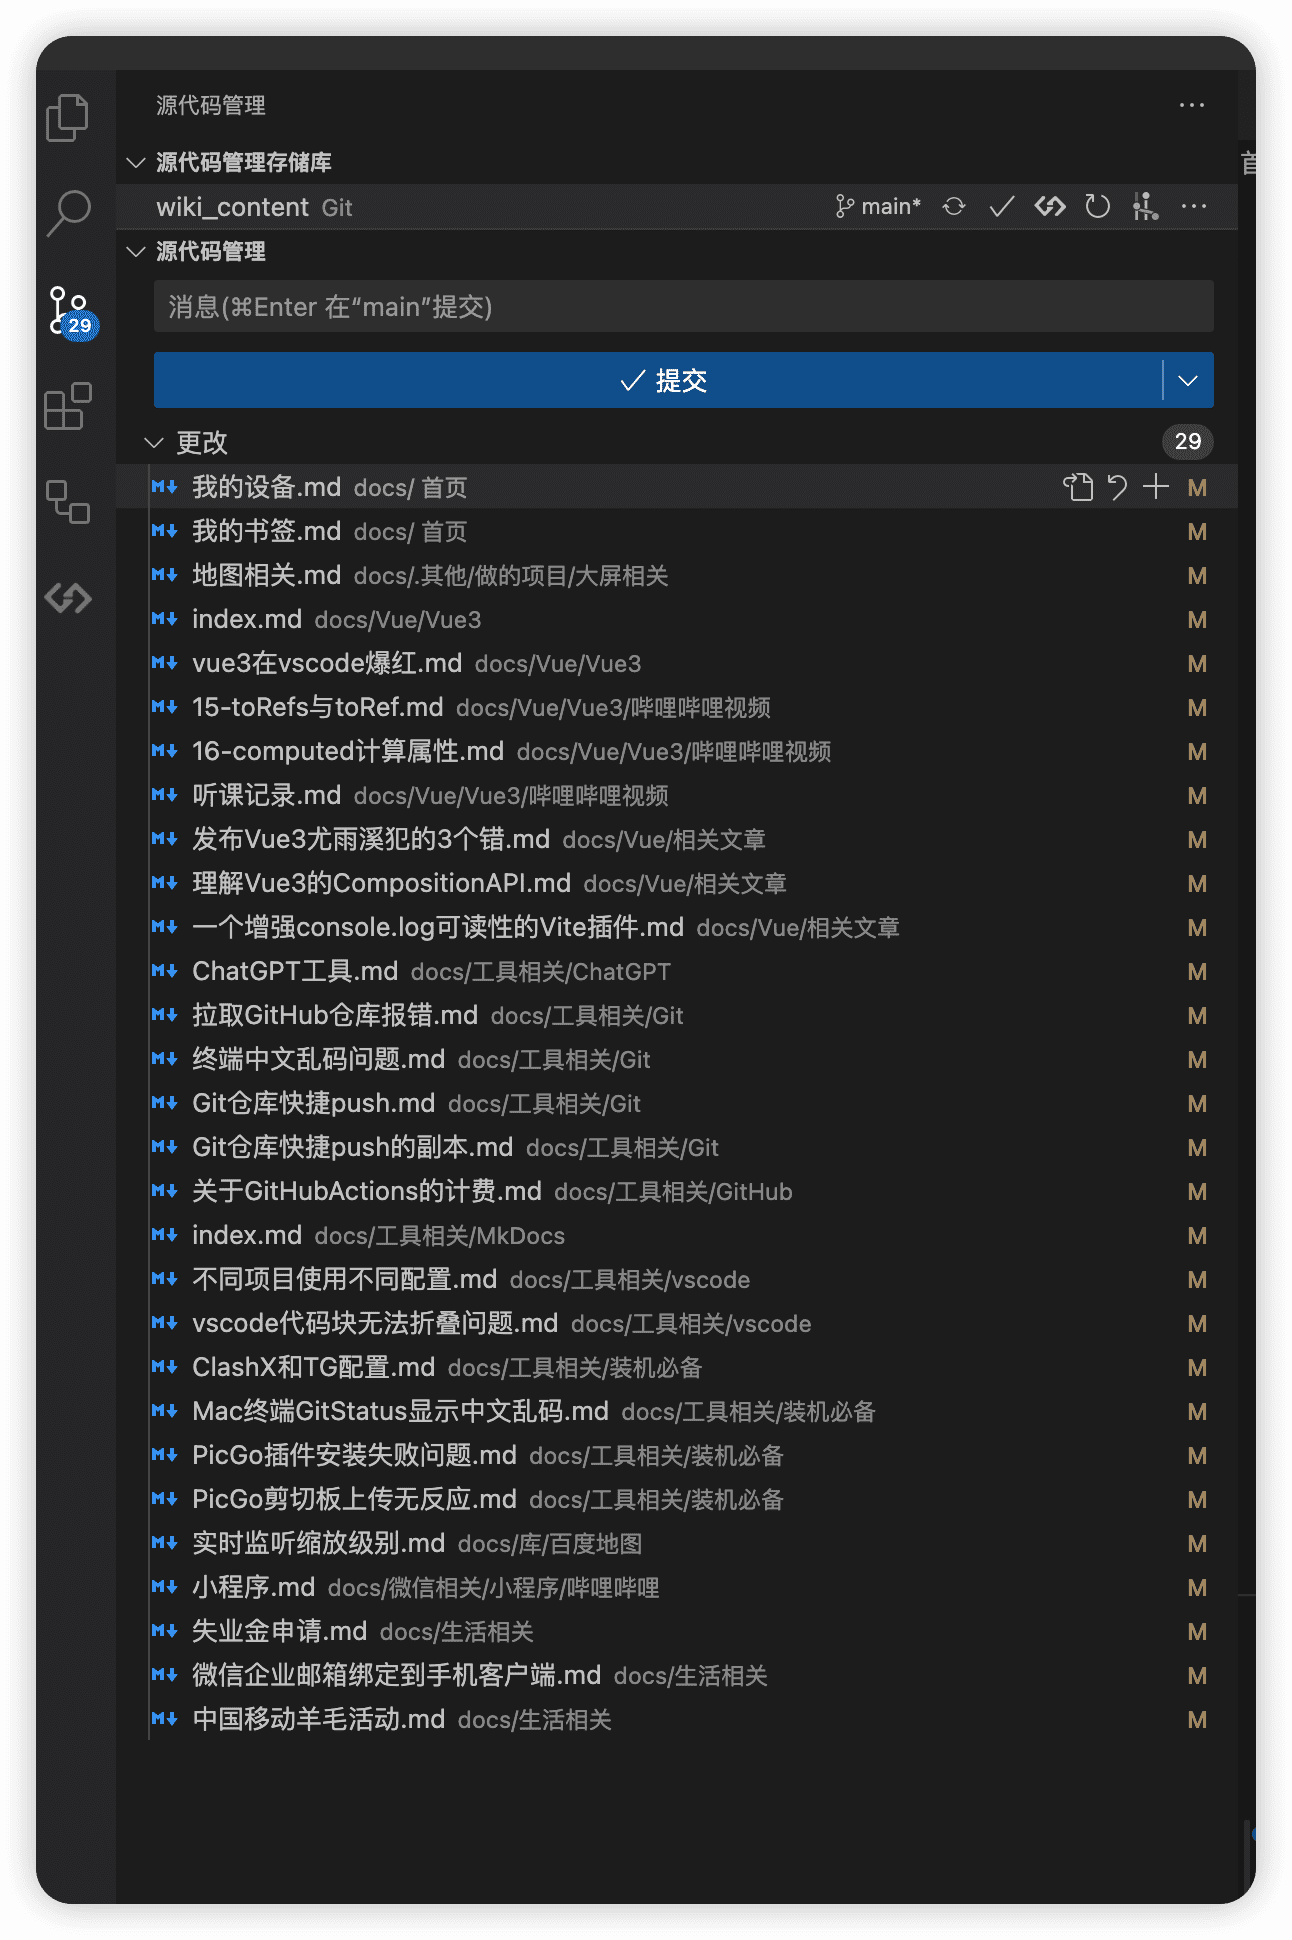 源代码管理
源代码管理存储库
wiki_content Git main*
源代码管理
29
消息(⌘Enter 在“main”提交)
提交
更改 29
我的设备.md docs/ 首页 M
我的书签.md docs/ 首页 M
地图相关.md docs/.其他/做的项目/大屏相关 M
index.md docs/Vue/Vue3 M
vue3在vscode爆红.md docs/Vue/Vue3 M
15-toRefs与toRef.md docs/Vue/Vue3/哔哩哔哩视频 M
16-computed计算属性.md docs/Vue/Vue3/哔哩哔哩视频 M
听课记录.md docs/Vue/Vue3/哔哩哔哩视频 M
发布Vue3尤雨溪犯的3个错.md docs/Vue/相关文章 M
理解Vue3的CompositionAPI.md docs/Vue/相关文章 M
一个增强console.log可读性的Vite插件.md docs/Vue/相关文章 M
ChatGPT工具.md docs/工具相关/ChatGPT M
拉取GitHub仓库报错.md docs/工具相关/Git M
终端中文乱码问题.md docs/工具相关/Git M
Git仓库快捷push.md docs/工具相关/Git M
Git仓库快捷push的副本.md docs/工具相关/Git M
关于GitHubActions的计费.md docs/工具相关/GitHub M
index.md docs/工具相关/MkDocs M
不同项目使用不同配置.md docs/工具相关/vscode M
vscode代码块无法折叠问题.md docs/工具相关/vscode M
ClashX和TG配置.md docs/工具相关/装机必备 M
Mac终端GitStatus显示中文乱码.md docs/工具相关/装机必备 M
PicGo插件安装失败问题.md docs/工具相关/装机必备 M
PicGo剪切板上传无反应.md docs/工具相关/装机必备 M
实时监听缩放级别.md docs/库/百度地图 M
小程序.md docs/微信相关/小程序/哔哩哔哩 M
失业金申请.md docs/生活相关 M
微信企业邮箱绑定到手机客户端.md docs/生活相关 M
中国移动羊毛活动.md docs/生活相关 M